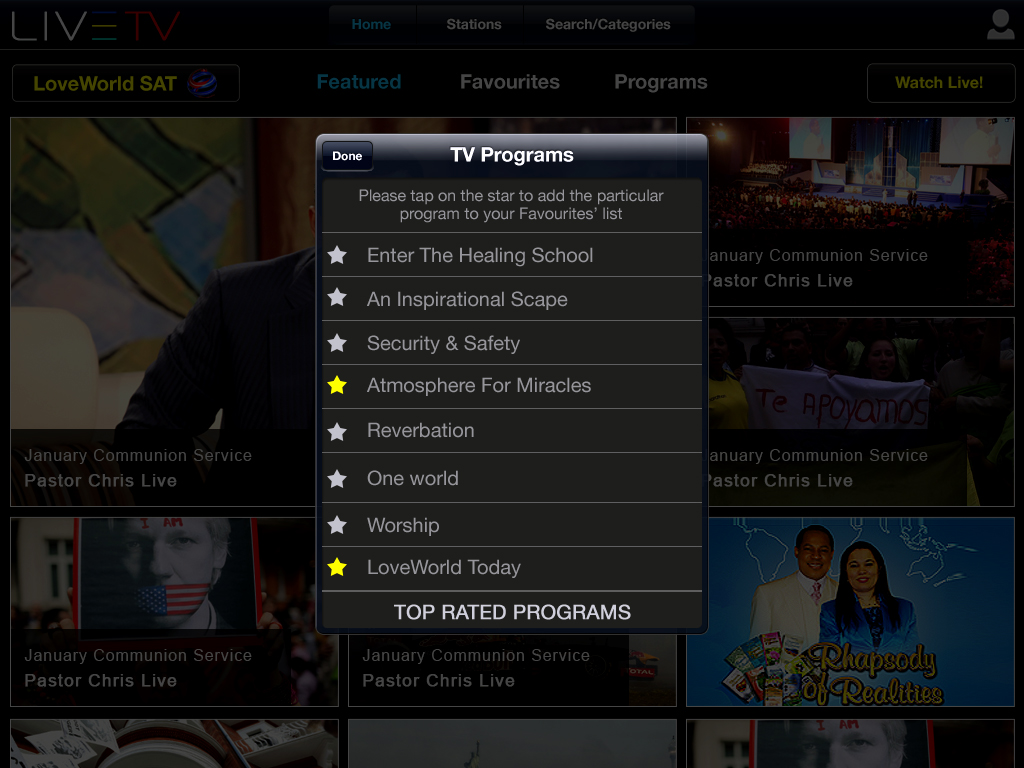 LIVETV
Home
Stations
Search/Categories
LoveWorld SAT
Featured
Favourites
Programs
Watch Live!
Done
TV Programs
Please tap on the star to add the particular
program to your Favourites’ list
Enter The Healing School
An Inspirational Scape
Security & Safety
Atmosphere For Miracles
Reverbation
One world
Worship
LoveWorld Today
TOP RATED PROGRAMS
January Communion Service
Pastor Chris Live
anuary Communion Service
Pastor Chris Live
Te APOYAMOS
anuary Communion Service
Pastor Chris Live
I AM
January Communion Service
Pastor Chris Live
TOTAL
January Communion Service
Pastor Chris Live
Rhapsody
of Realities
I AM